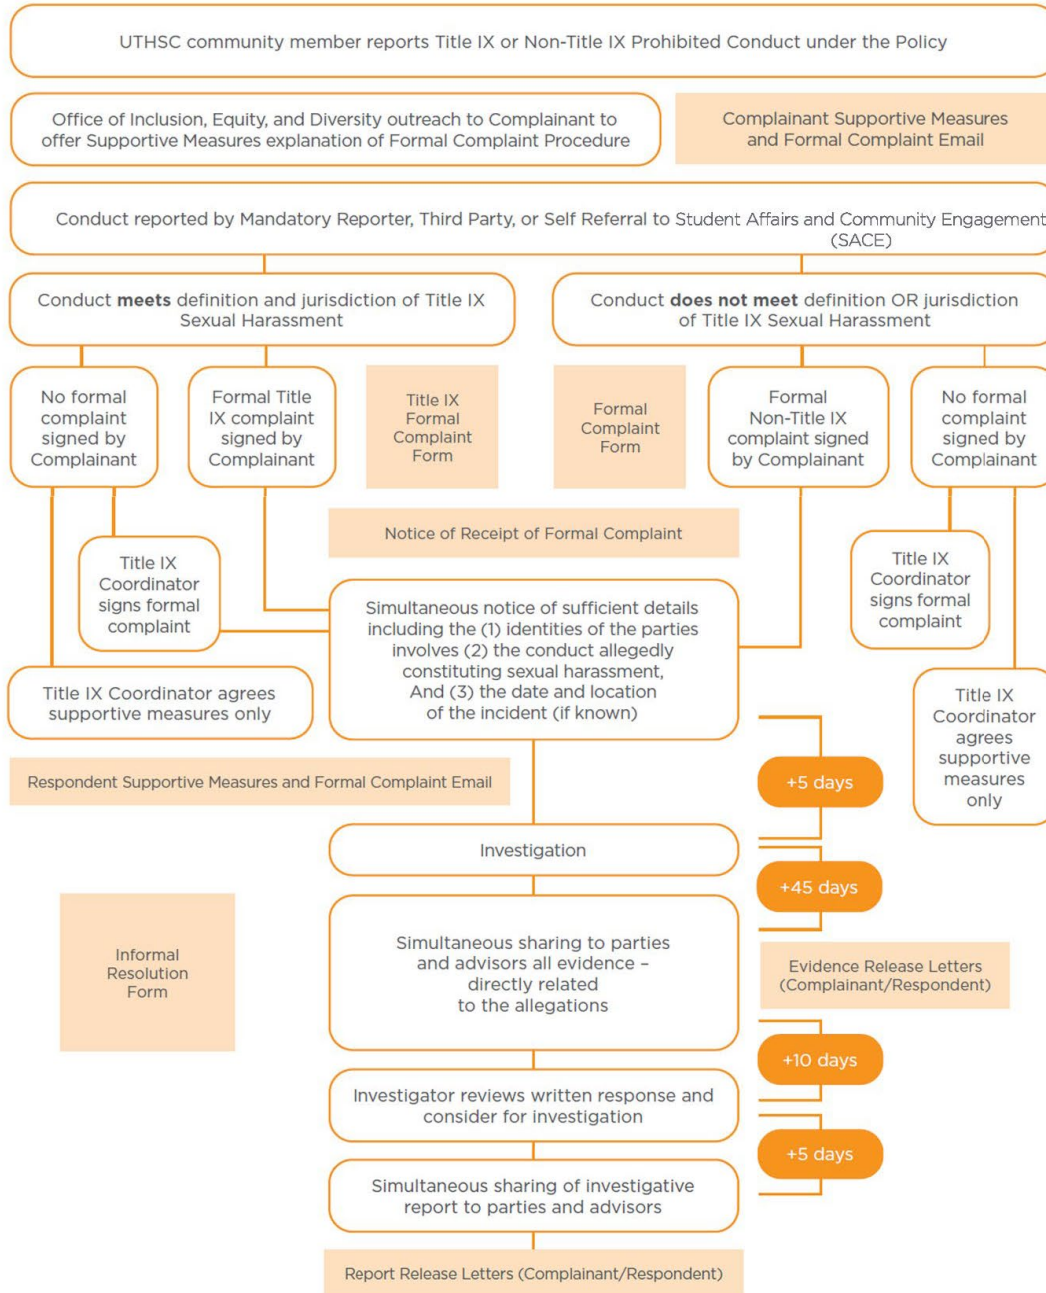 UTHSC community member reports Title IX or Non-Title IX Prohibited Conduct under the Policy
Office of Inclusion, Equity, and Diversity outreach to Complainant to
offer Supportive Measures explanation of Formal Complaint Procedure
Complainant Supportive Measures
and Formal Complaint Email
Conduct reported by Mandatory Reporter, Third Party, or Self Referral to Student Affairs and Community Engagement
(SACE)
Conduct meets definition and jurisdiction of Title IX
Sexual Harassment
Conduct does not meet definition OR jurisdiction
of Title IX Sexual Harassment
No formal
complaint
signed by
Complainant
Formal Title
IX complaint
signed by
Complainant
Title IX
Formal
Complaint
Form
Formal
Complaint
Form
Formal
Non-Title IX
complaint signed
by Complainant
No formal
complaint
signed by
Complainant
Notice of Receipt of Formal Complaint
Title IX
Coordinator
signs formal
complaint
Title IX
Coordinator
signs formal
complaint
Simultaneous notice of sufficient details
including the (1) identities of the parties
involves (2) the conduct allegedly
constituting sexual harassment,
And (3) the date and location
of the incident (if known)
Title IX Coordinator agrees
supportive measures only
Title IX
Coordinator
agrees
supportive
measures
only
Respondent Supportive Measures and Formal Complaint Email
+5 days
Investigation
+45 days
Informal
Resolution
Form
Simultaneous sharing to parties
and advisors all evidence –
directly related
to the allegations
Evidence Release Letters
(Complainant/Respondent)
+10 days
Investigator reviews written response and
consider for investigation
+5 days
Simultaneous sharing of investigative
report to parties and advisors
Report Release Letters (Complainant/Respondent)